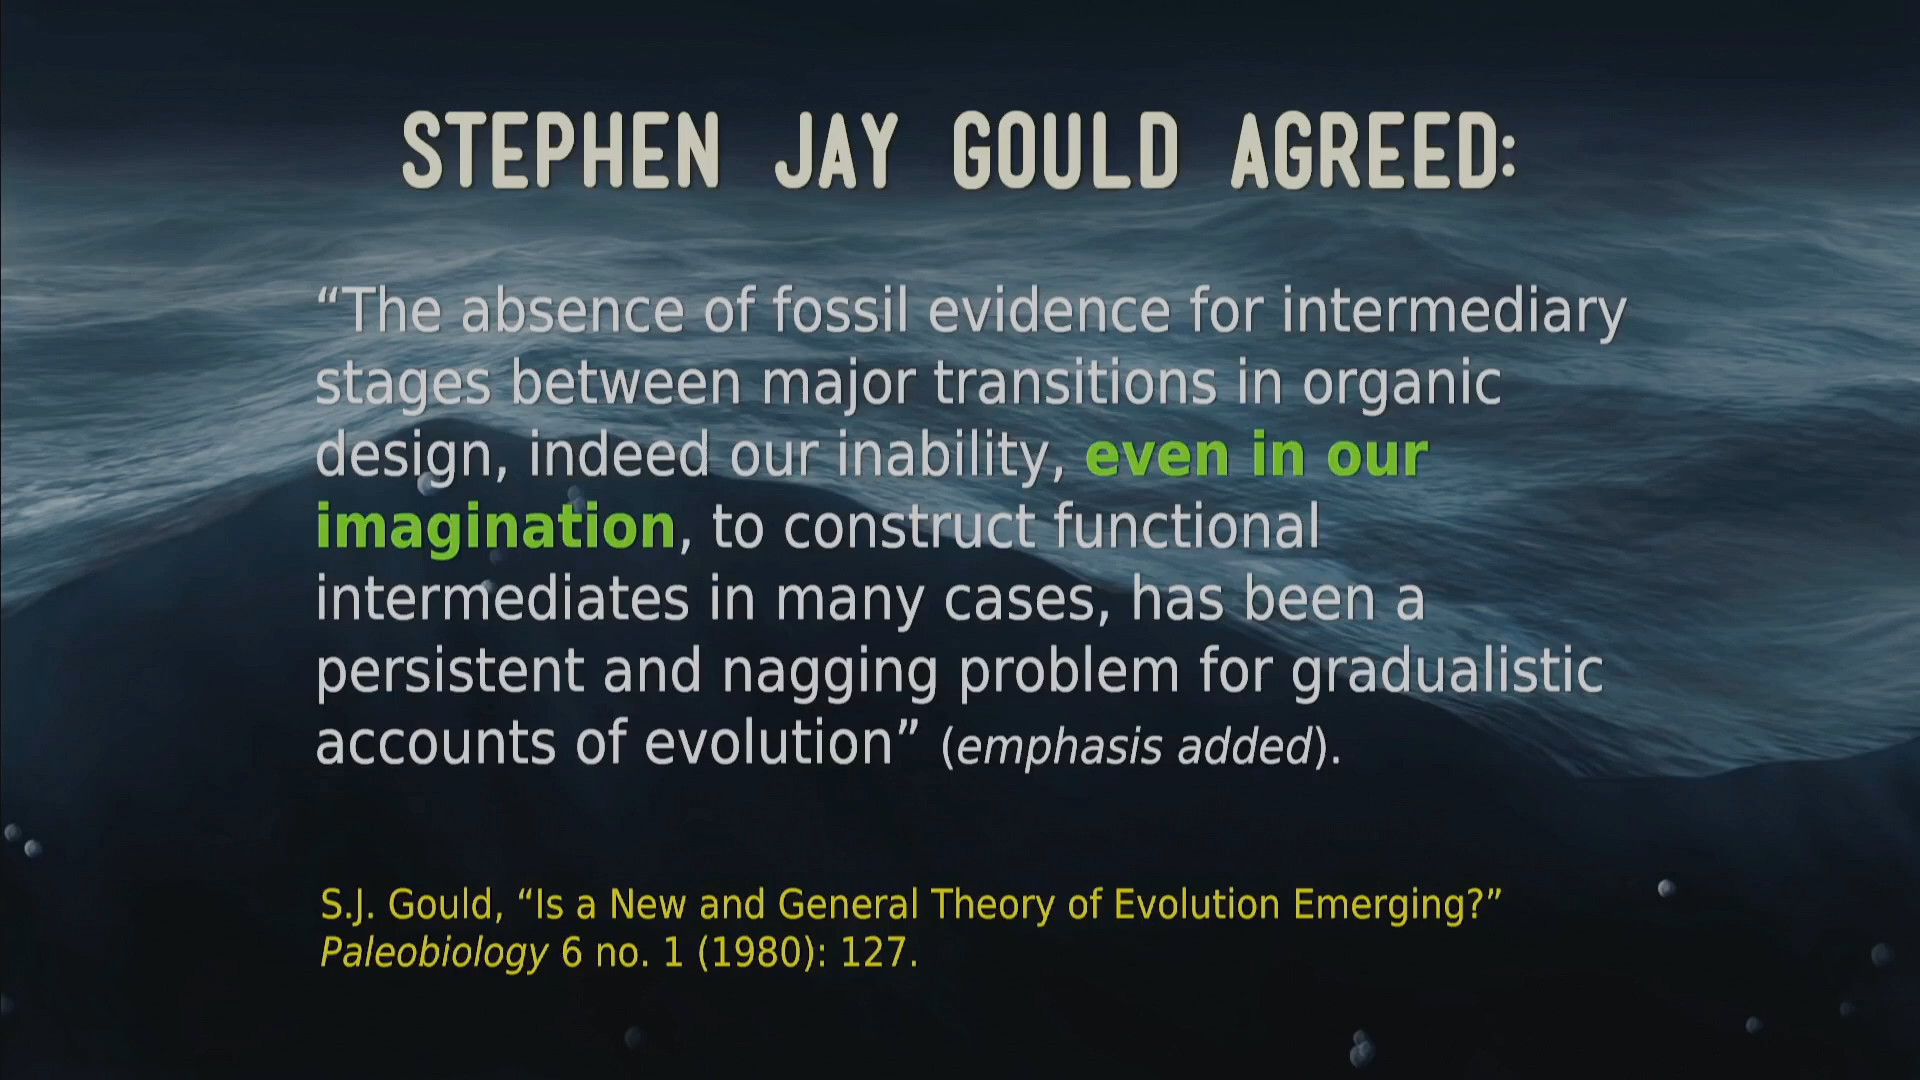 STEPHEN JAY GOULD AGREED:
“The absence of fossil evidence for intermediary
stages between major transitions in organic
design, indeed our inability, even in our
imagination, to construct functional
intermediates in many cases, has been a
persistent and nagging problem for gradualistic
accounts of evolution” (emphasis added).
S.J. Gould, “Is a New and General Theory of Evolution Emerging?”
Paleobiology 6 no. 1 (1980): 127.